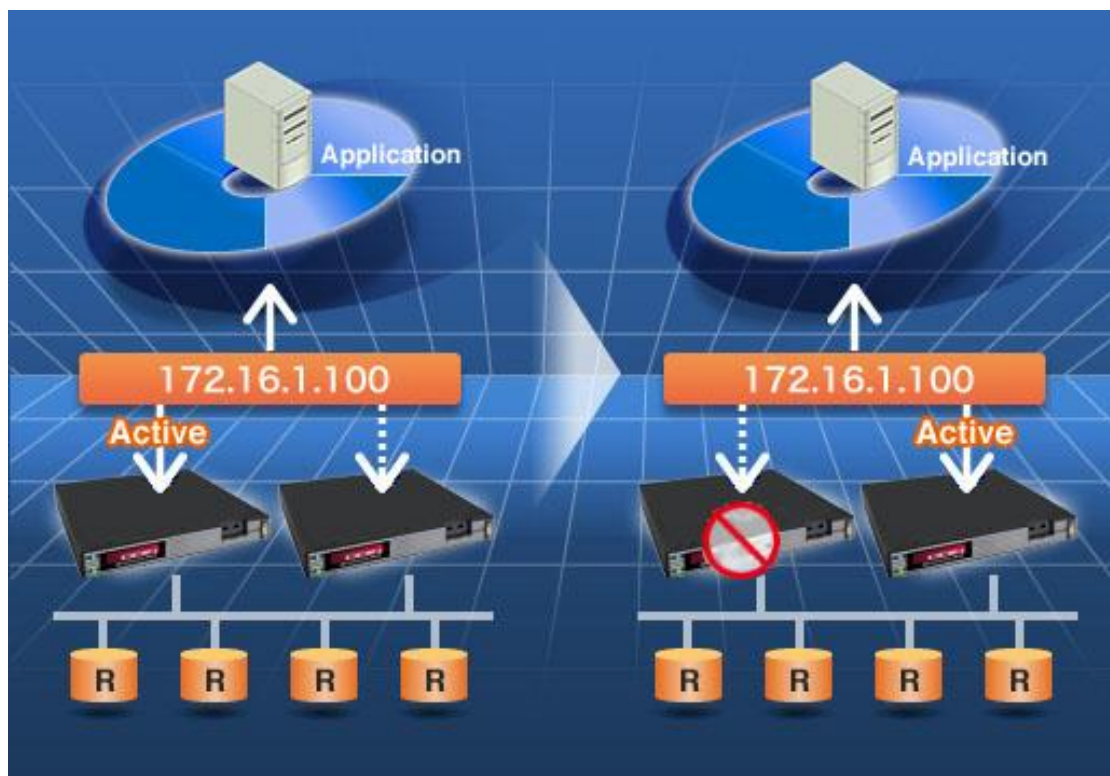 Application
172.16.1.100
Active
R R R R
Application
172.16.1.100
Active
R R R R